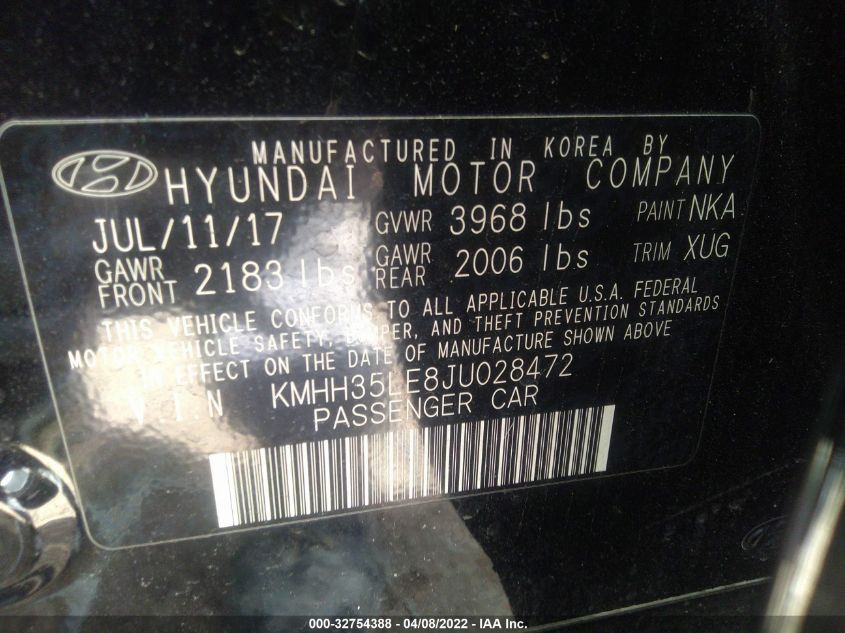 MANUFACTURED IN KOREA BY
HYUNDAI MOTOR COMPANY
JUL/11/17 GVWR 3968 lbs PAINT NKA
GAWR FRONT 2183 lbs GAWR REAR 2006 lbs TRIM XUG
THIS VEHICLE CONFORMS TO ALL APPLICABLE U.S.A. FEDERAL
MOTOR VEHICLE SAFETY, BUMPER, AND THEFT PREVENTION STANDARDS
IN EFFECT ON THE DATE OF MANUFACTURE SHOWN ABOVE
VIN KMHH35LE8JU028472
PASSENGER CAR
000-32754388 - 04/08/2022 - IAA Inc.